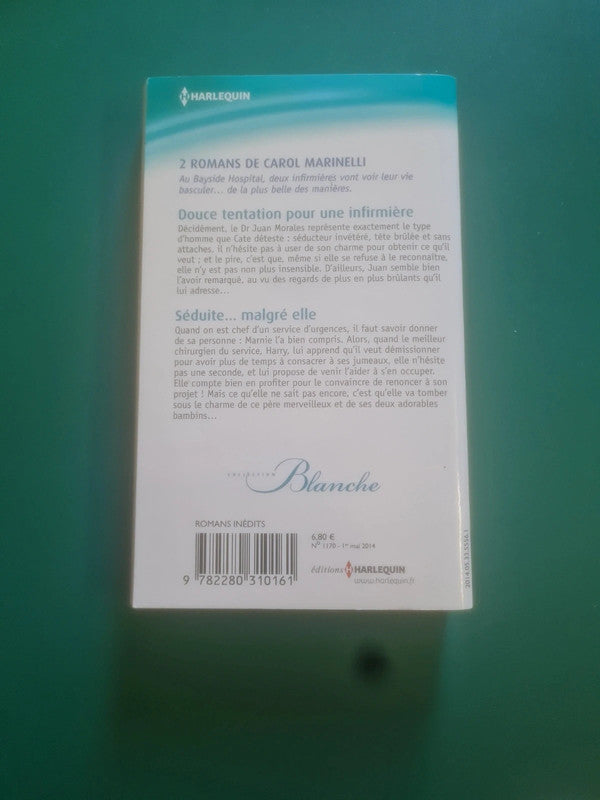 HARLEQUIN
2 ROMANS DE CAROL MARINELLI
Au Bayside Hospital, deux infirmières vont voir leur vie
basculer... de la plus belle des manières.
Douce tentation pour une infirmière
Décidément, le Dr Juan Morales représente exactement le type
d'homme que Cate déteste : séducteur invétéré, tête brûlée et sans
attaches, il n'hésite pas à user de son charme pour obtenir ce qu'il
veut ; et le pire, c'est que, même si elle se refuse à le reconnaître,
elle n'y est pas non plus insensible. D'ailleurs, Juan semble bien
l'avoir remarqué, au vu des regards de plus en plus brûlants qu'il
lui adresse...
Séduite... malgré elle
Quand on est chef d'un service d'urgences, il faut savoir donner
de sa personne : Marnie l'a bien compris. Alors, quand le meilleur
chirurgien du service, Harry, lui apprend qu'il veut démissionner
pour avoir plus de temps à consacrer à ses jumeaux, elle n'hésite
pas une seconde, et lui propose de venir l'aider à s'en occuper.
Elle compte bien en profiter pour le convaincre de renoncer à son
projet ! Mais ce qu'elle ne sait pas encore, c'est qu'elle va tomber
sous le charme de ce père merveilleux et de ses deux adorables
bambins...
COLLECTION Blanche
ROMANS INÉDITS
6,80 €
N° 1170 - 1er mai 2014
éditions HARLEQUIN
www.harlequin.fr
9 782280 310161
2014.05.33.5556.1